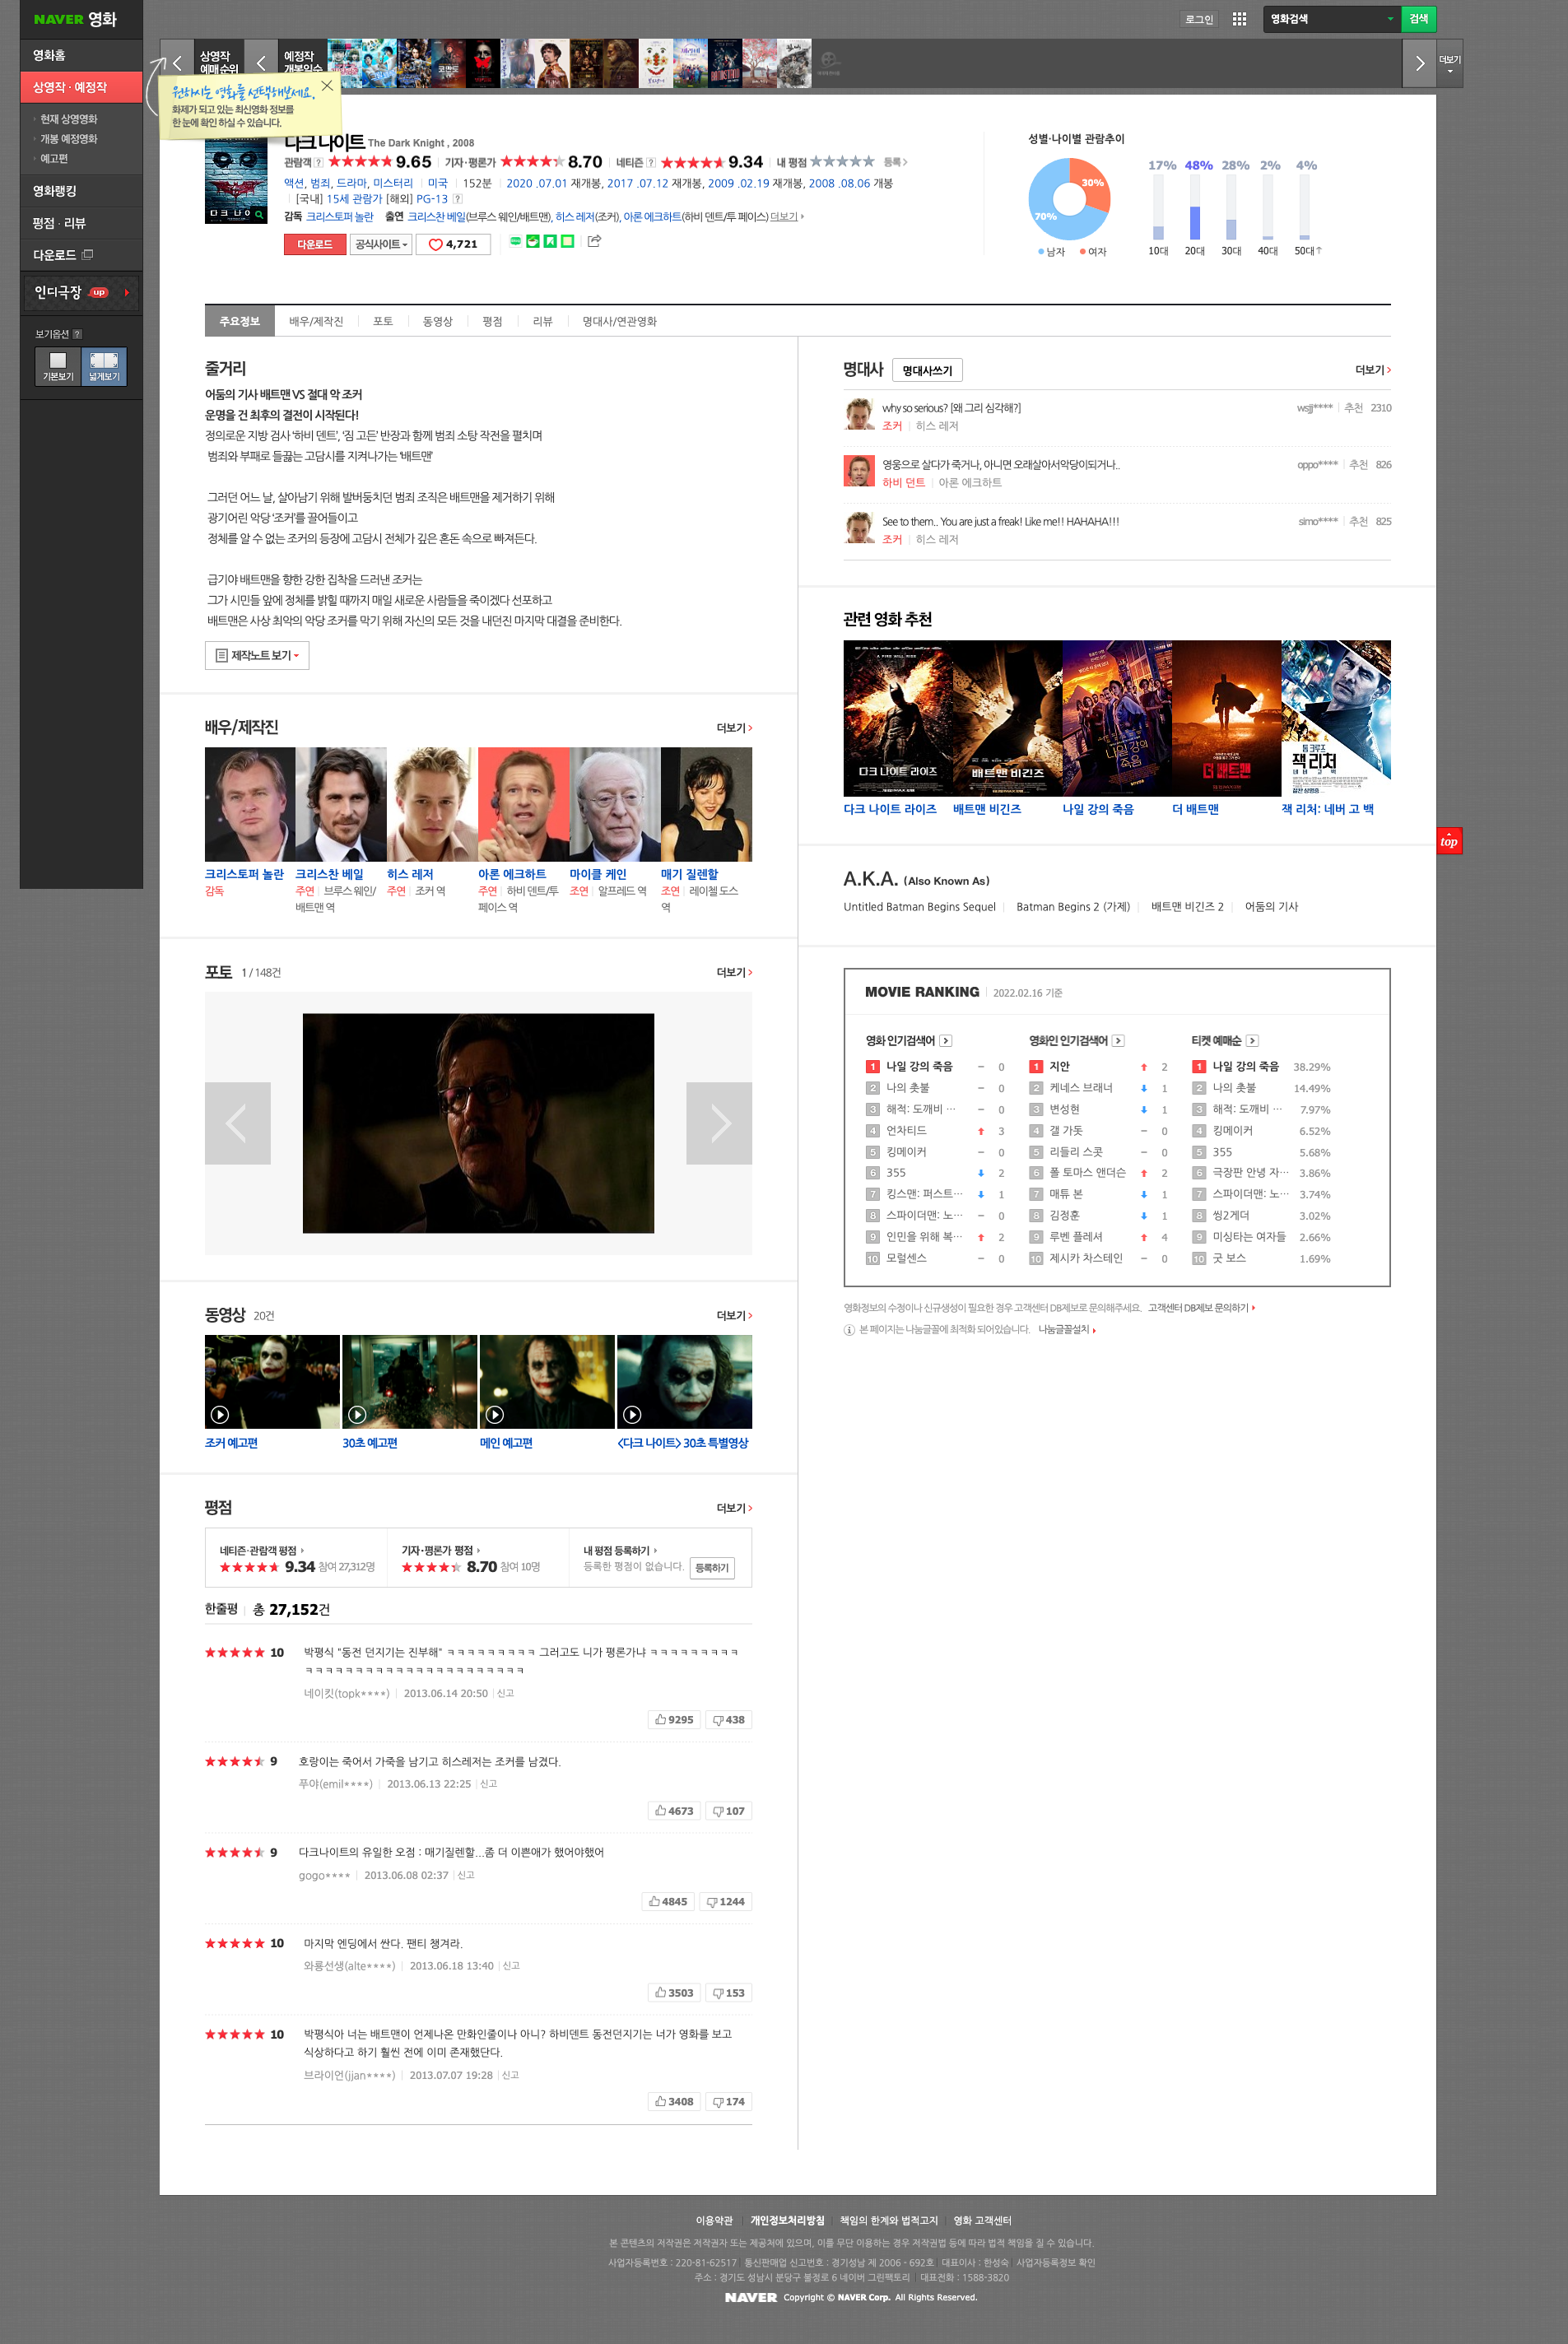 NAVER 영화
영화홈
상영작 · 예정작
현재 상영영화
개봉 예정영화
예고편
영화랭킹
평점 · 리뷰
다운로드
인디극장 up
보기옵션 ?
기본보기 넓게보기
로그인
영화검색 검색
상영작
예매순위
예정작
개봉일순
더보기
원하시는 영화를 선택해보세요.
화제가 되고 있는 최신영화 정보를
한 눈에 확인 하실 수 있습니다.
다크 나이트 The Dark Knight , 2008
관람객 ? 9.65 기자·평론가 8.70 네티즌 ? 9.34 내 평점 등록
액션, 범죄, 드라마, 미스터리 미국 152분 2020 .07.01 재개봉, 2017 .07.12 재개봉, 2009 .02.19 재개봉, 2008 .08.06 개봉
[국내] 15세 관람가 [해외] PG-13 ?
감독 크리스토퍼 놀란 출연 크리스찬 베일(브루스 웨인/배트맨), 히스 레저(조커), 아론 에크하트(하비 덴트/투 페이스) 더보기
다운로드 공식사이트 4,721
성별·나이별 관람추이
30%
70%
남자 여자
17% 48% 28% 2% 4%
10대 20대 30대 40대 50대↑
주요정보 배우/제작진 포토 동영상 평점 리뷰 명대사/연관영화
줄거리
어둠의 기사 배트맨 VS 절대 악 조커
운명을 건 최후의 결전이 시작된다!
정의로운 지방 검사 ‘하비 덴트’, ‘짐 고든’ 반장과 함께 범죄 소탕 작전을 펼치며
범죄와 부패로 들끓는 고담시를 지켜나가는 ‘배트맨’
그러던 어느 날, 살아남기 위해 발버둥치던 범죄 조직은 배트맨을 제거하기 위해
광기어린 악당 ‘조커’를 끌어들이고
정체를 알 수 없는 조커의 등장에 고담시 전체가 깊은 혼돈 속으로 빠져든다.
급기야 배트맨을 향한 강한 집착을 드러낸 조커는
그가 시민들 앞에 정체를 밝힐 때까지 매일 새로운 사람들을 죽이겠다 선포하고
배트맨은 사상 최악의 악당 조커를 막기 위해 자신의 모든 것을 내던진 마지막 대결을 준비한다.
제작노트 보기
배우/제작진 더보기
크리스토퍼 놀란
감독
크리스찬 베일
주연 브루스 웨인/
배트맨 역
히스 레저
주연 조커 역
아론 에크하트
주연 하비 덴트/투
페이스 역
마이클 케인
조연 알프레드 역
매기 질렌할
조연 레이첼 도스
역
포토 1 / 148건 더보기
동영상 20건 더보기
조커 예고편
30초 예고편
메인 예고편
<다크 나이트> 30초 특별영상
평점 더보기
네티즌·관람객 평점
9.34 참여 27,312명
기자·평론가 평점
8.70 참여 10명
내 평점 등록하기
등록한 평점이 없습니다. 등록하기
한줄평 총 27,152건
10 박평식 "동전 던지기는 진부해" ㅋㅋㅋㅋㅋㅋㅋㅋㅋ 그러고도 니가 평론가냐 ㅋㅋㅋㅋㅋㅋㅋㅋㅋ
ㅋㅋㅋㅋㅋㅋㅋㅋㅋㅋㅋㅋㅋㅋㅋㅋㅋㅋㅋㅋㅋㅋ
네이킷(topk****) 2013.06.14 20:50 신고
9295 438
9 호랑이는 죽어서 가죽을 남기고 히스레저는 조커를 남겼다.
푸야(emil****) 2013.06.13 22:25 신고
4673 107
9 다크나이트의 유일한 오점 : 매기질렌할...좀 더 이쁜애가 했어야했어
gogo**** 2013.06.08 02:37 신고
4845 1244
10 마지막 엔딩에서 싼다. 팬티 챙겨라.
와룡선생(alte****) 2013.06.18 13:40 신고
3503 153
10 박평식아 너는 배트맨이 언제나온 만화인줄이나 아니? 하비덴트 동전던지기는 너가 영화를 보고
식상하다고 하기 훨씬 전에 이미 존재했단다.
브라이언(jjan****) 2013.07.07 19:28 신고
3408 174
명대사 명대사쓰기 더보기
why so serious? [왜 그리 심각해?] wsjj**** 추천 2310
조커 히스 레저
영웅으로 살다가 죽거나, 아니면 오래살아서악당이되거나.. oppo**** 추천 826
하비 던트 아론 에크하트
See to them.. You are just a freak! Like me!! HAHAHA!!! simo**** 추천 825
조커 히스 레저
관련 영화 추천
다크 나이트 라이즈
배트맨 비긴즈
나일 강의 죽음
더 배트맨
톰 크루즈
잭 리처
네버 고 백
다크 나이트 라이즈 배트맨 비긴즈 나일 강의 죽음 더 배트맨 잭 리처: 네버 고 백
top
A.K.A. (Also Known As)
Untitled Batman Begins Sequel Batman Begins 2 (가제) 배트맨 비긴즈 2 어둠의 기사
MOVIE RANKING 2022.02.16 기준
영화 인기검색어
1 나일 강의 죽음 0
2 나의 촛불 0
3 해적: 도깨비 … 0
4 언차티드 3
5 킹메이커 0
6 355 2
7 킹스맨: 퍼스트… 1
8 스파이더맨: 노… 0
9 인민을 위해 복… 2
10 모럴센스 0
영화인 인기검색어
1 지안 2
2 케네스 브래너 1
3 변성현 1
4 갤 가돗 0
5 리들리 스콧 0
6 폴 토마스 앤더슨 2
7 매튜 본 1
8 김정훈 1
9 루벤 플레셔 4
10 제시카 차스테인 0
티켓 예매순
1 나일 강의 죽음 38.29%
2 나의 촛불 14.49%
3 해적: 도깨비 … 7.97%
4 킹메이커 6.52%
5 355 5.68%
6 극장판 안녕 자… 3.86%
7 스파이더맨: 노… 3.74%
8 씽2게더 3.02%
9 미싱타는 여자들 2.66%
10 굿 보스 1.69%
영화정보의 수정이나 신규생성이 필요한 경우 고객센터 DB제보로 문의해주세요. 고객센터 DB제보 문의하기
본 페이지는 나눔글꼴에 최적화 되어있습니다. 나눔글꼴설치
이용약관 개인정보처리방침 책임의 한계와 법적고지 영화 고객센터
본 콘텐츠의 저작권은 저작권자 또는 제공처에 있으며, 이를 무단 이용하는 경우 저작권법 등에 따라 법적 책임을 질 수 있습니다.
사업자등록번호 : 220-81-62517 통신판매업 신고번호 : 경기성남 제 2006 - 692호 대표이사 : 한성숙 사업자등록정보 확인
주소 : 경기도 성남시 분당구 불정로 6 네이버 그린팩토리 대표전화 : 1588-3820
NAVER Copyright © NAVER Corp. All Rights Reserved.